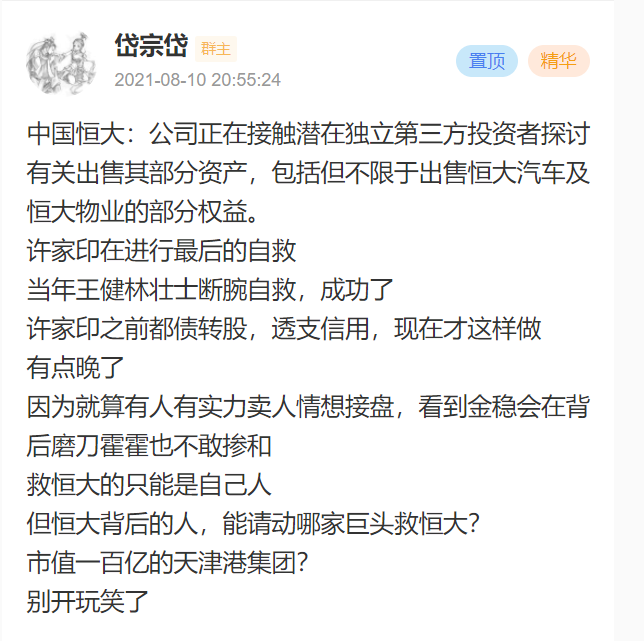 岱宗岱 群主
2021-08-10 20:55:24
置顶 精华
中国恒大：公司正在接触潜在独立第三方投资者探讨
有关出售其部分资产，包括但不限于出售恒大汽车及
恒大物业的部分权益。
许家印在进行最后的自救
当年王健林壮士断腕自救，成功了
许家印之前都债转股，透支信用，现在才这样做
有点晚了
因为就算有人有实力卖人情想接盘，看到金稳会在背
后磨刀霍霍也不敢掺和
救恒大的只能是自己人
但恒大背后的人，能请动哪家巨头救恒大？
市值一百亿的天津港集团？
别开玩笑了